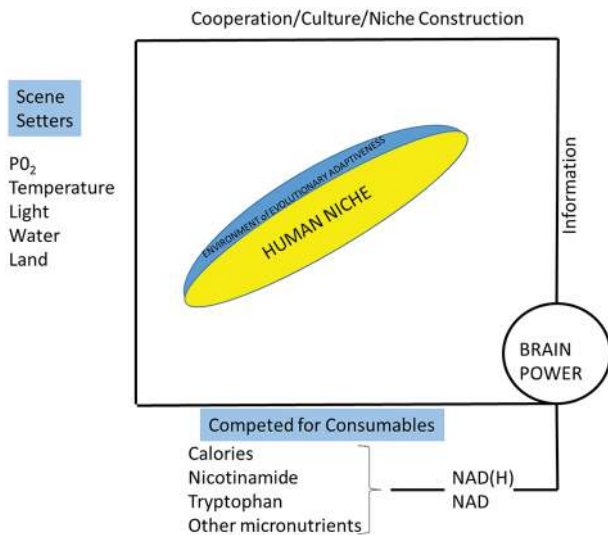 Cooperation/Culture/Niche Construction
Scene
Setters
P0₂
Temperature
Light
Water
Land
ENVIRONMENT of EVOLUTIONARY ADAPTIVENESS
HUMAN NICHE
Information
BRAIN
POWER
Competed for Consumables
Calories
Nicotinamide
Tryptophan
Other micronutrients
NAD(H)
NAD